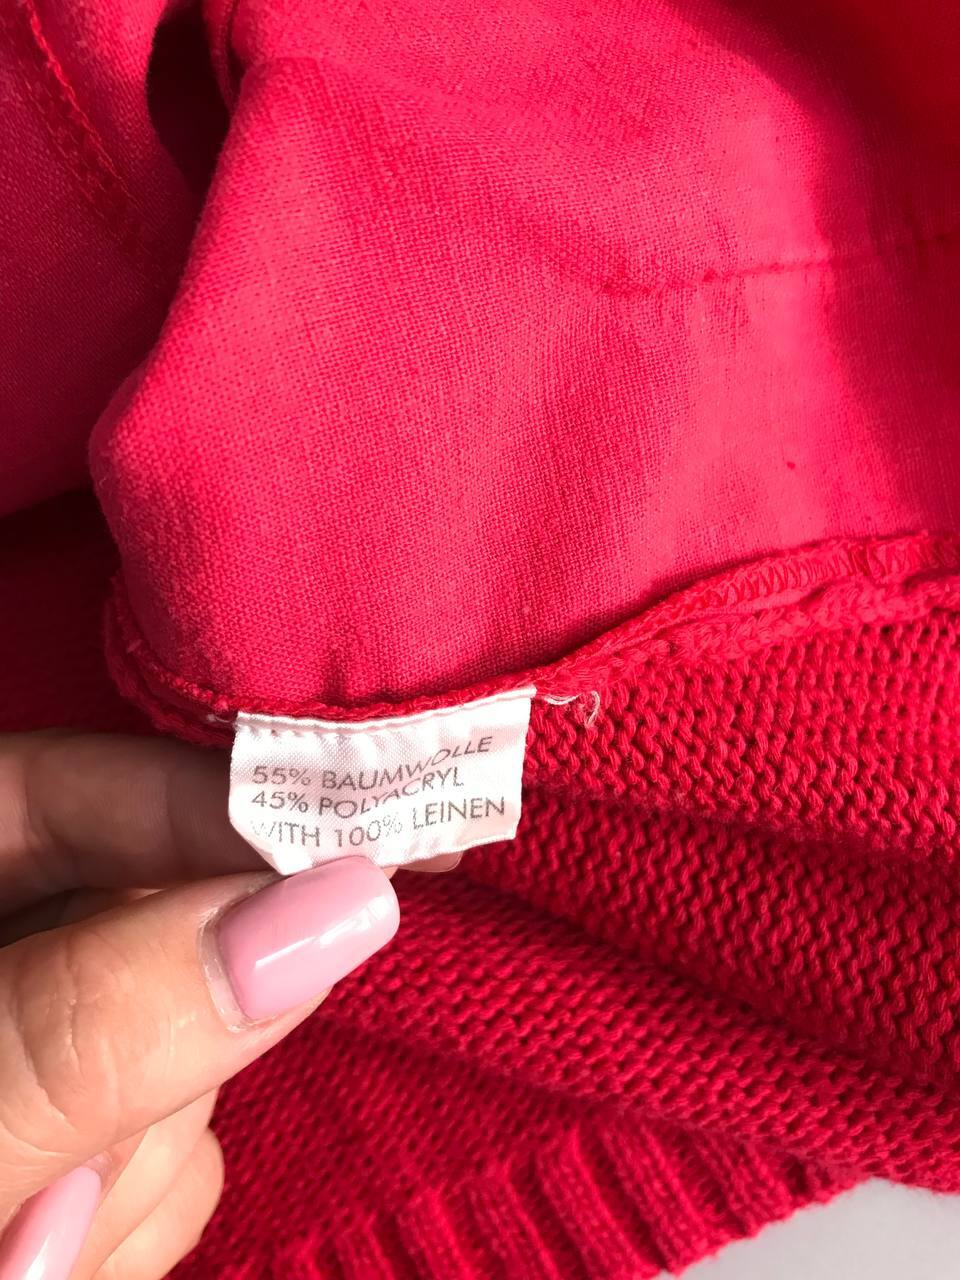 55% BAUMWOLLE
45% POLYACRYL
WITH 100% LEINEN